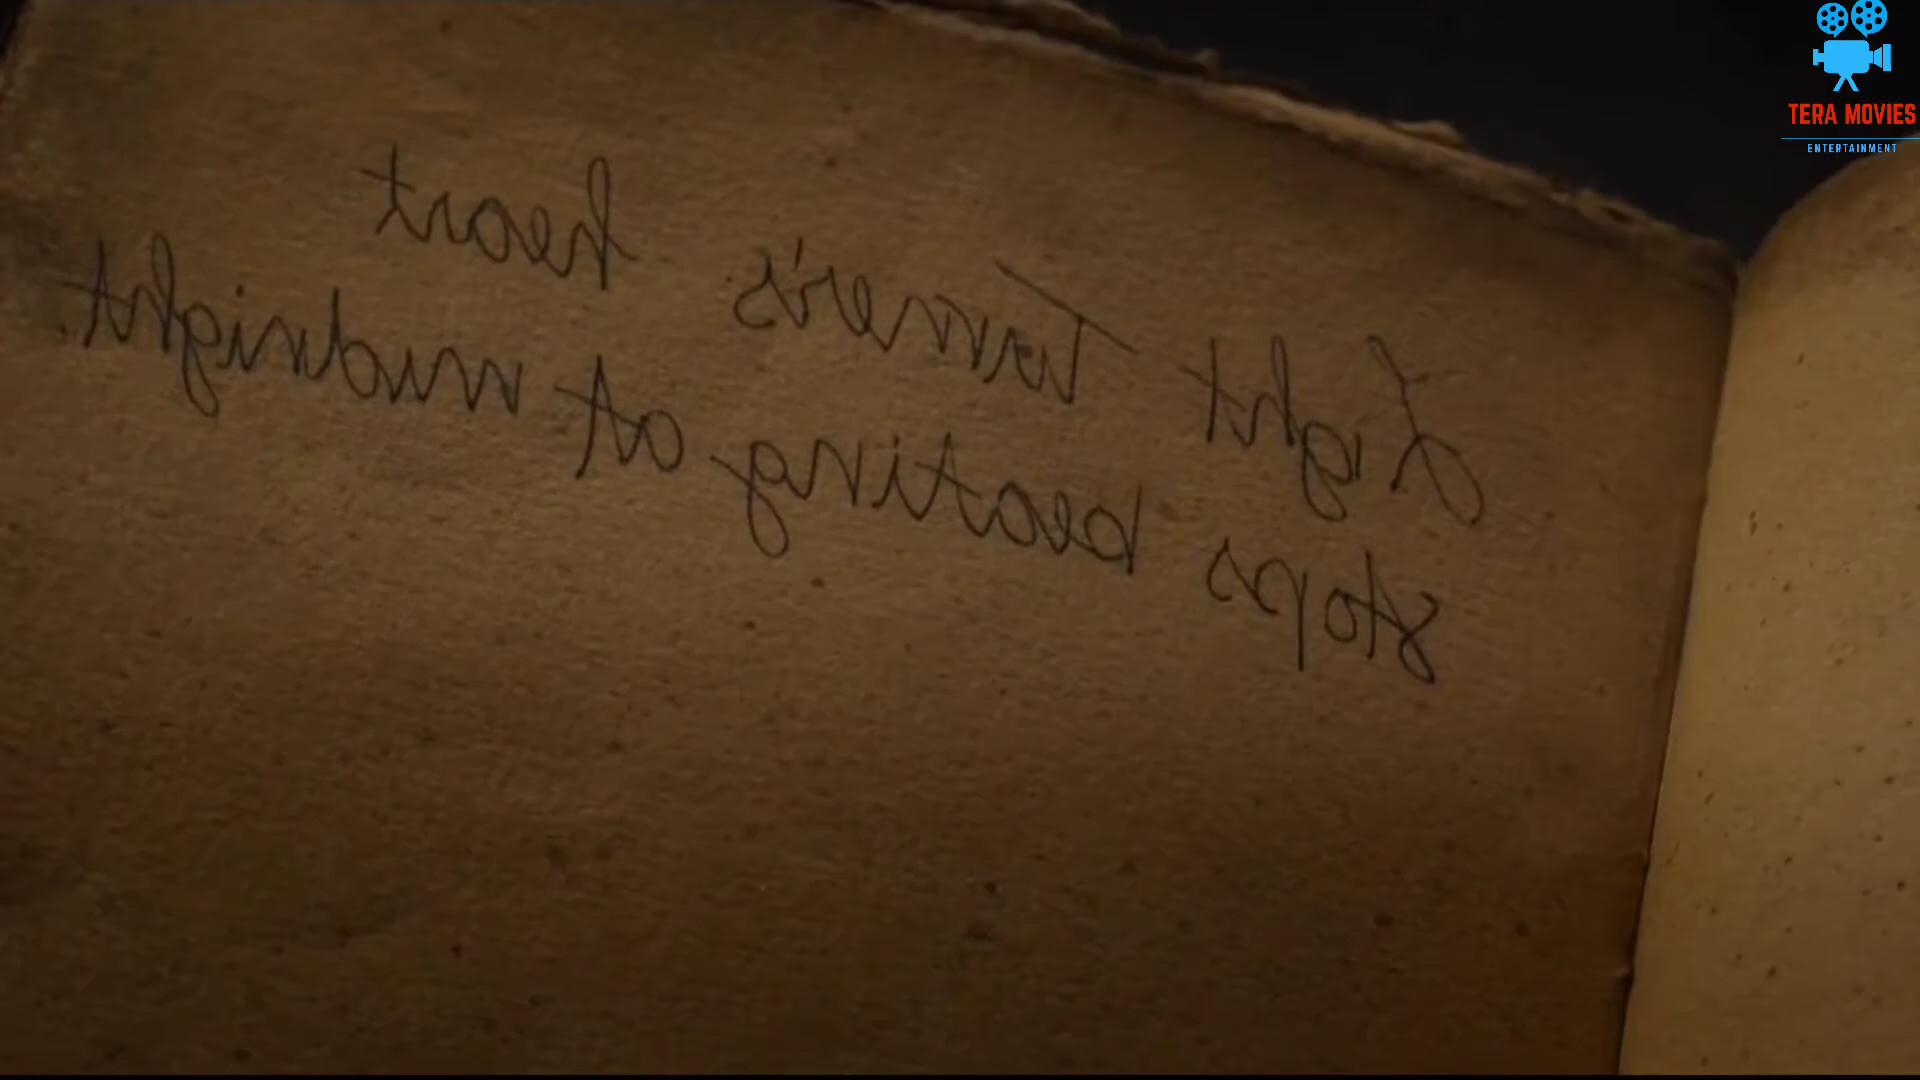 Light Turner's heart
stops beating at midnight.
TERA MOVIES
ENTERTAINMENT